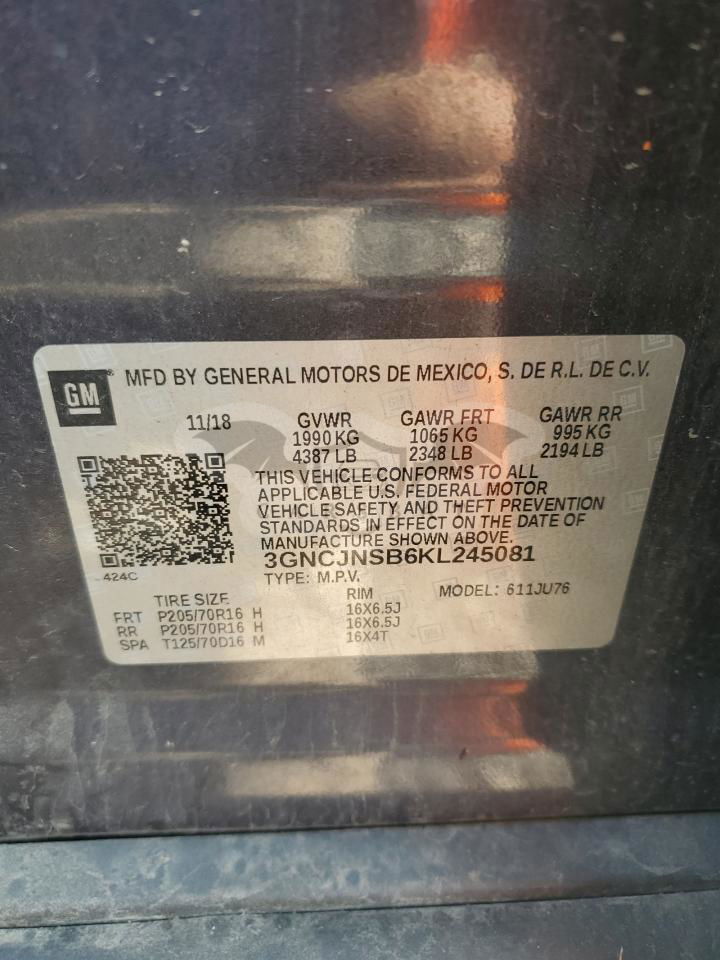 GM
MFD BY GENERAL MOTORS DE MEXICO, S. DE R.L. DE C.V.
11/18 GVWR GAWR FRT GAWR RR
1990 KG 1065 KG 995 KG
4387 LB 2348 LB 2194 LB
THIS VEHICLE CONFORMS TO ALL
APPLICABLE U.S. FEDERAL MOTOR
VEHICLE SAFETY AND THEFT PREVENTION
STANDARDS IN EFFECT ON THE DATE OF
MANUFACTURE SHOWN ABOVE.
3GNCJNSB6KL245081
424C
TYPE: M.P.V.
TIRE SIZE RIM MODEL: 611JU76
FRT P205/70R16 H 16X6.5J
RR P205/70R16 H 16X6.5J
SPA T125/70D16 M 16X4T